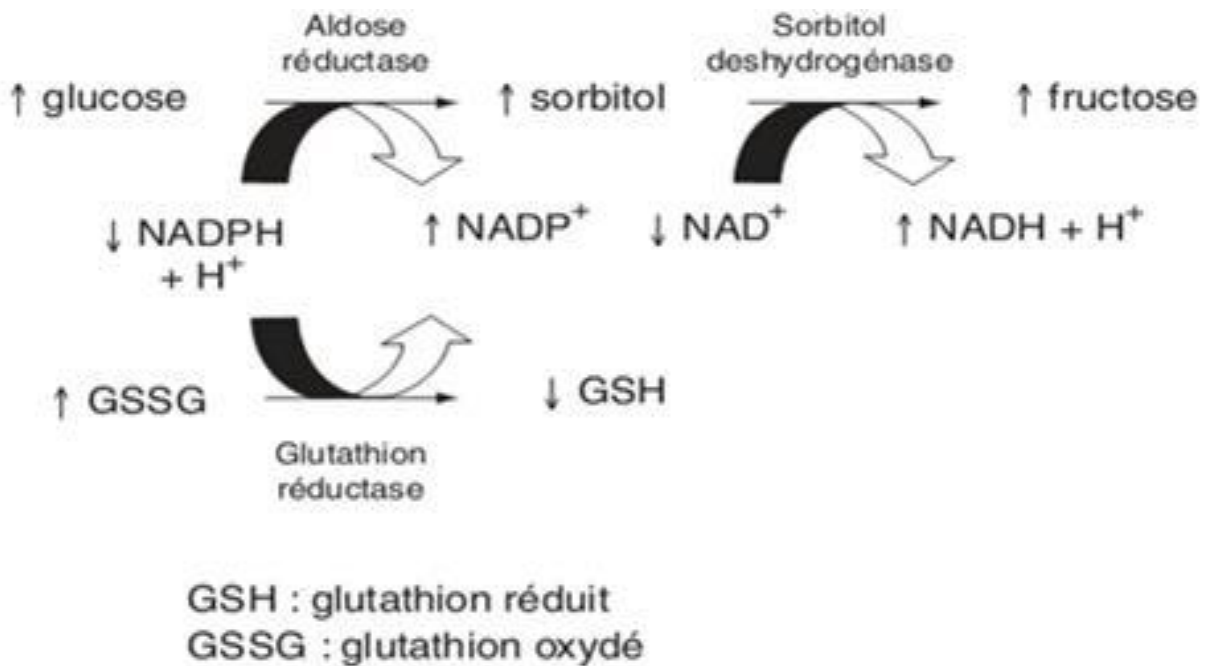 Aldose
réductase
Sorbitol
deshydrogénase
↑ glucose
↑ sorbitol
↑ fructose
↓ NADPH
+ H⁺
↑ NADP⁺
↓ NAD⁺
↑ NADH + H⁺
↑ GSSG
↓ GSH
Glutathion
réductase
GSH : glutathion réduit
GSSG : glutathion oxydé